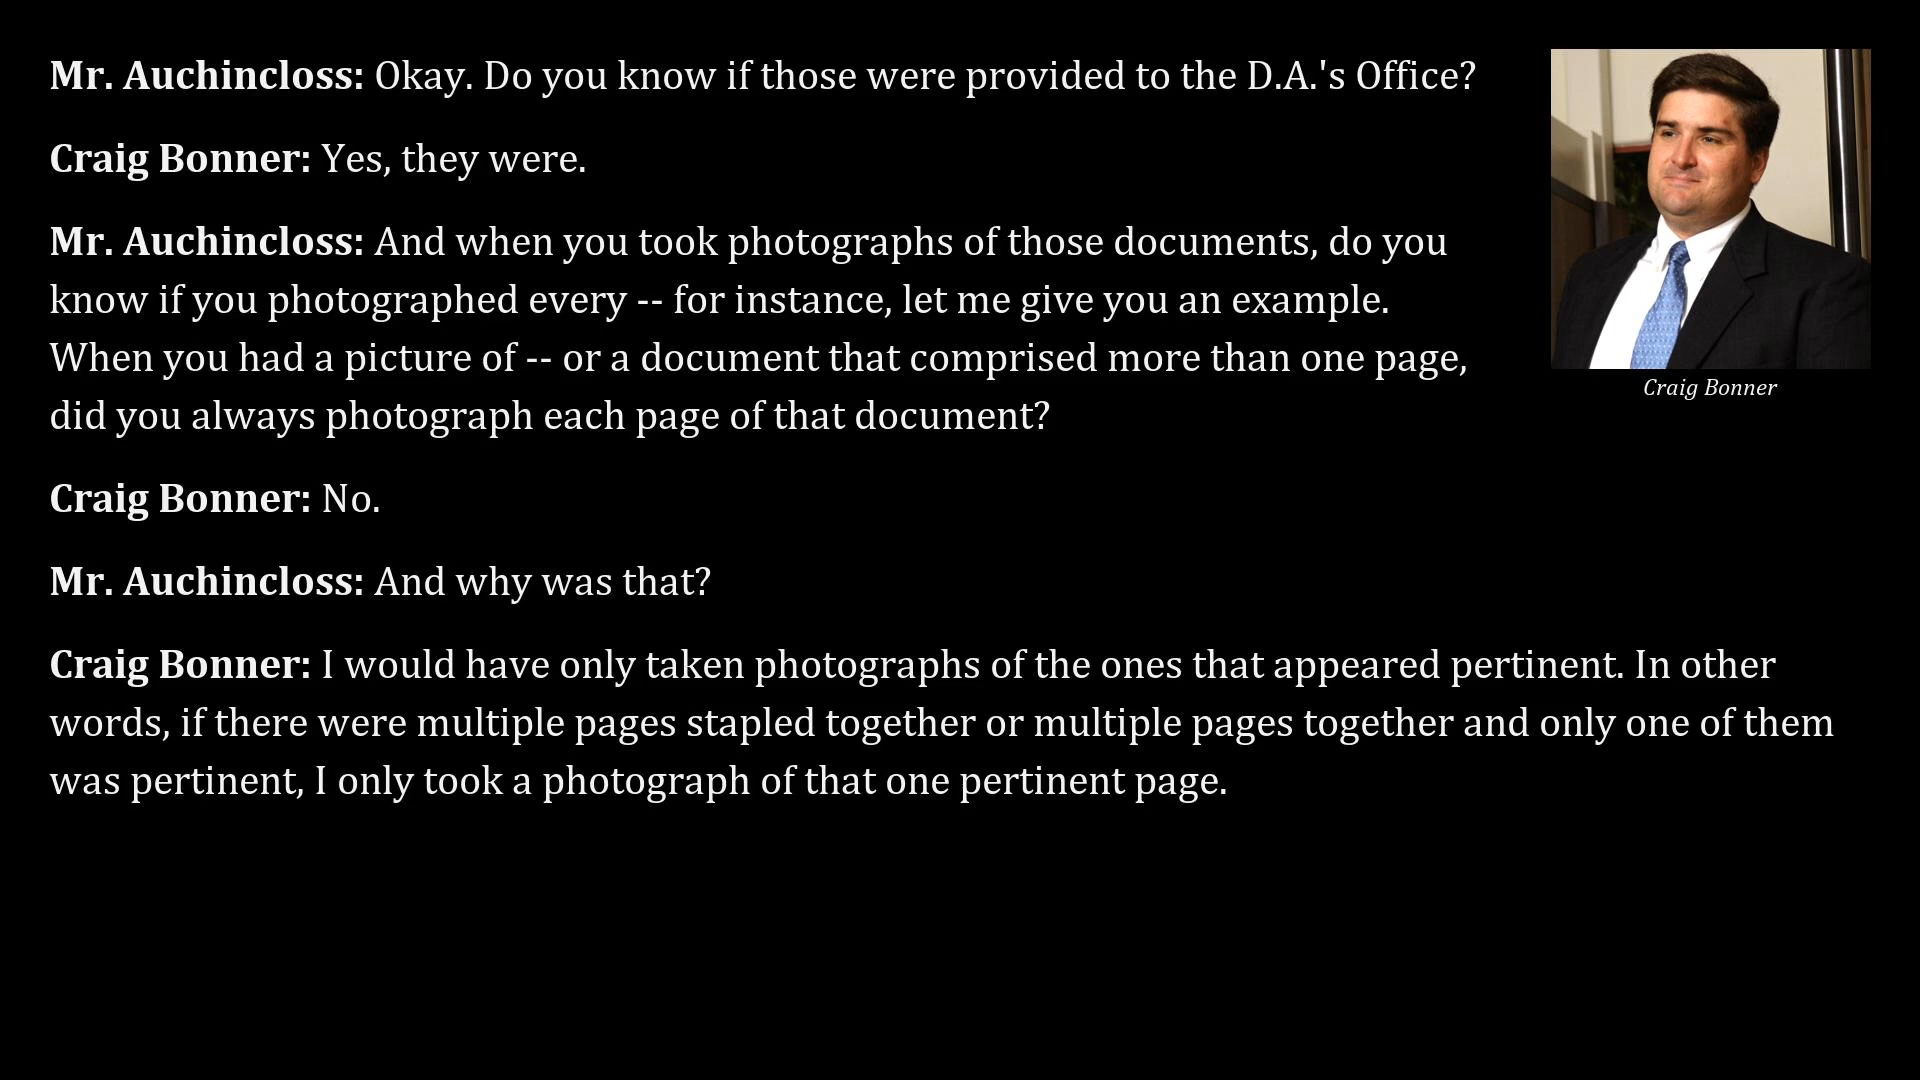 Mr. Auchincloss: Okay. Do you know if those were provided to the D.A.'s Office?
Craig Bonner: Yes, they were.
Mr. Auchincloss: And when you took photographs of those documents, do you
know if you photographed every -- for instance, let me give you an example.
When you had a picture of -- or a document that comprised more than one page,
did you always photograph each page of that document?
Craig Bonner
Craig Bonner: No.
Mr. Auchincloss: And why was that?
Craig Bonner: I would have only taken photographs of the ones that appeared pertinent. In other
words, if there were multiple pages stapled together or multiple pages together and only one of them
was pertinent, I only took a photograph of that one pertinent page.